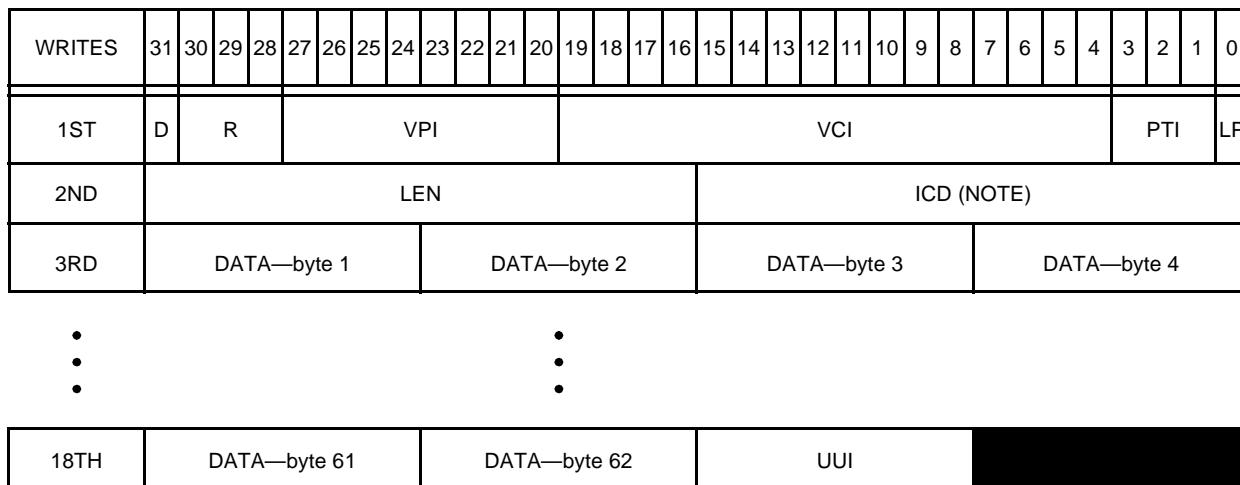 WRITES 31 30 29 28 27 26 25 24 23 22 21 20 19 18 17 16 15 14 13 12 11 10 9 8 7 6 5 4 3 2 1 0
1ST D R VPI VCI PTI
2ND LEN ICD (NOTE)
3RD DATA—byte 1 DATA—byte 2 DATA—byte 3 DATA—byte 4
18TH DATA—byte 61 DATA—byte 62 UUI